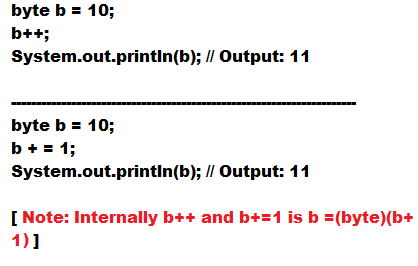 byte b = 10;
b++;
System.out.println(b); // Output: 11
---------------------------------------------------------------------
byte b = 10;
b + = 1;
System.out.println(b); // Output: 11
[ Note: Internally b++ and b+=1 is b =(byte)(b+
1) ]